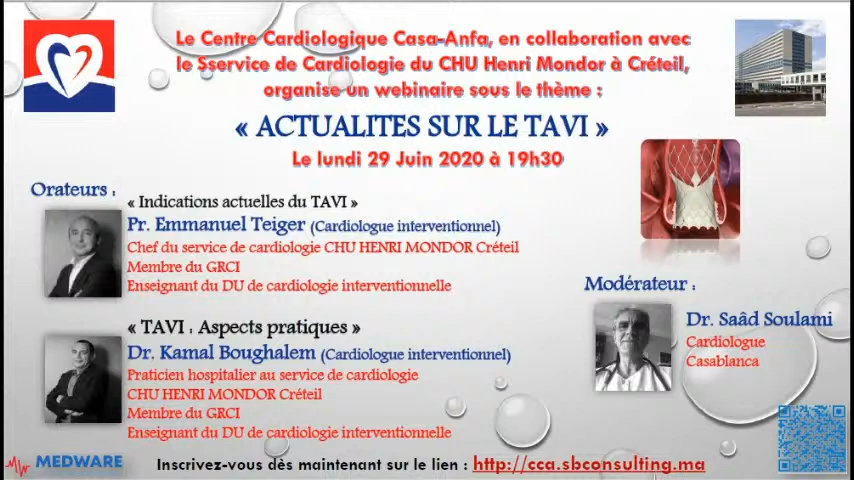 Le Centre Cardiologique Casa-Anfa, en collaboration avec
le Sservice de Cardiologie du CHU Henri Mondor à Créteil,
organise un webinaire sous le thème :
« ACTUALITES SUR LE TAVI »
Le lundi 29 Juin 2020 à 19h30
Orateurs :
« Indications actuelles du TAVI »
Pr. Emmanuel Teiger (Cardiologue interventionnel)
Chef du service de cardiologie CHU HENRI MONDOR Créteil
Membre du GRCI
Enseignant du DU de cardiologie interventionnelle
« TAVI : Aspects pratiques »
Dr. Kamal Boughalem (Cardiologue interventionnel)
Praticien hospitalier au service de cardiologie
CHU HENRI MONDOR Créteil
Membre du GRCI
Enseignant du DU de cardiologie interventionnelle
Modérateur :
Dr. Saâd Soulami
Cardiologue
Casablanca
MEDWARE
Inscrivez-vous dès maintenant sur le lien : http://cca.sbconsulting.ma